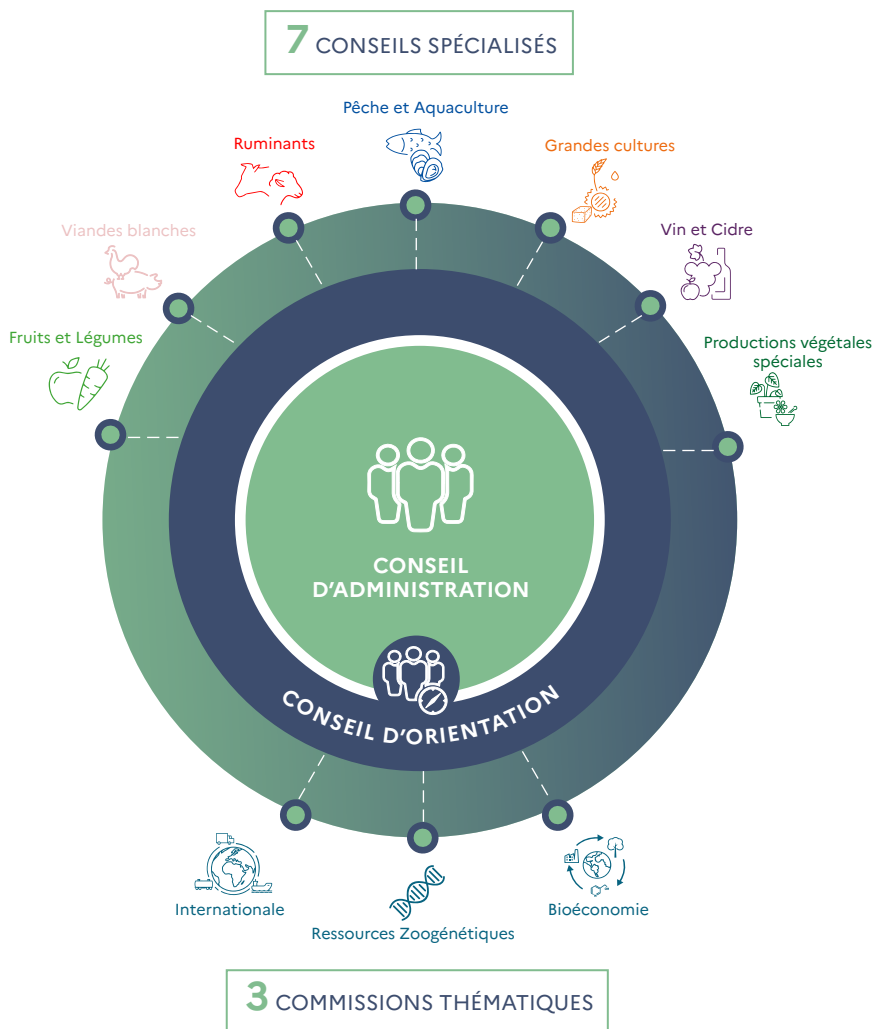 7 CONSEILS SPÉCIALISÉS
Pêche et Aquaculture
Ruminants
Grandes cultures
Viandes blanches
Vin et Cidre
Fruits et Légumes
Productions végétales
spéciales
CONSEIL
D'ADMINISTRATION
CONSEIL D'ORIENTATION
Internationale
Ressources Zoogénétiques
Bioéconomie
3 COMMISSIONS THÉMATIQUES